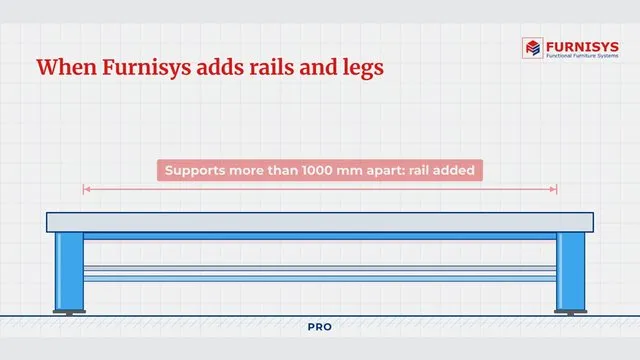 FURNISYS
Functional Furniture Systems
When Furnisys adds rails and legs
Supports more than 1000 mm apart: rail added
PRO